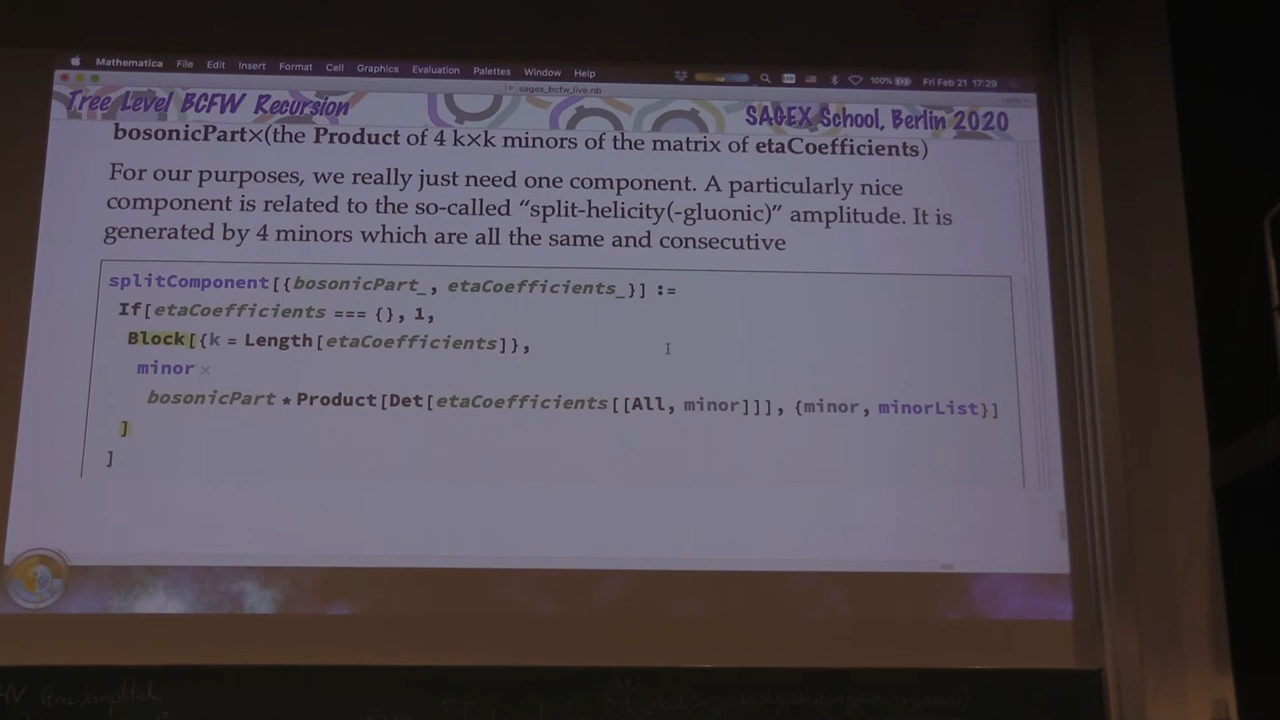 Mathematica File Edit Insert Format Cell Graphics Evaluation Palettes Window Help 100% Fri Feb 21 17:29
sagex_bcfw_live.nb
Tree Level BCFW Recursion
SAGEX School, Berlin 2020
bosonicPart×(the Product of 4 k×k minors of the matrix of etaCoefficients)
For our purposes, we really just need one component. A particularly nice
component is related to the so-called “split-helicity(-gluonic)” amplitude. It is
generated by 4 minors which are all the same and consecutive
splitComponent[{bosonicPart_, etaCoefficients_}] :=
If[etaCoefficients === {}, 1,
Block[{k = Length[etaCoefficients]},
minor ×
bosonicPart * Product[Det[etaCoefficients[[All, minor]]], {minor, minorList}]
]
]